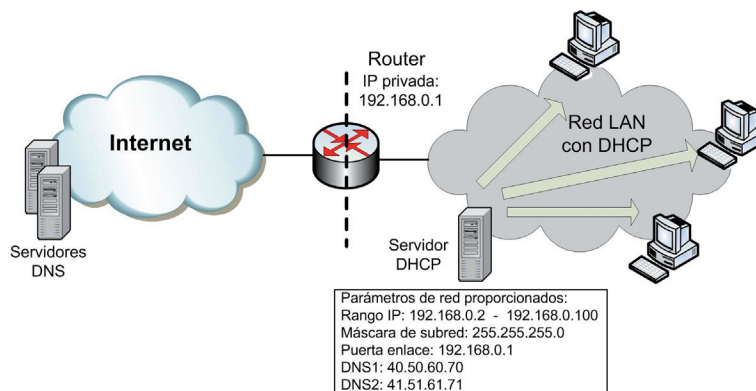 Router
IP privada:
192.168.0.1
Internet
Red LAN
con DHCP
Servidores
DNS
Servidor
DHCP
Parámetros de red proporcionados:
Rango IP: 192.168.0.2 - 192.168.0.100
Máscara de subred: 255.255.255.0
Puerta enlace: 192.168.0.1
DNS1: 40.50.60.70
DNS2: 41.51.61.71